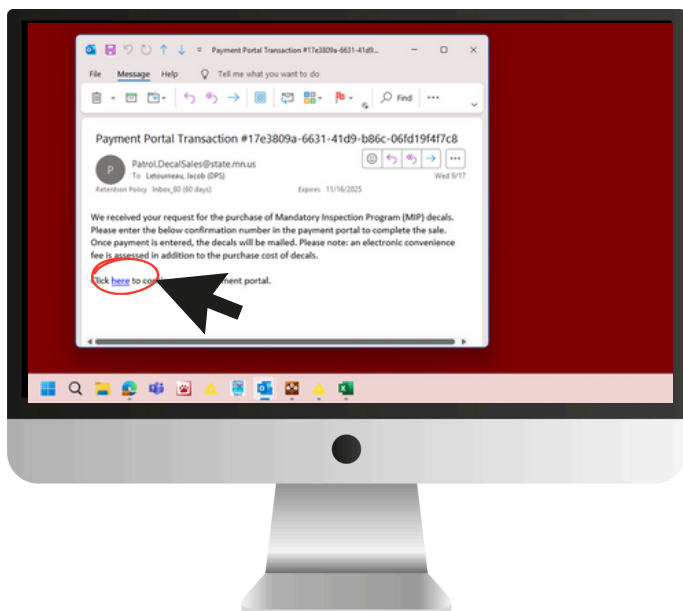 Payment Portal Transaction #17e3809a-6631-41d9-b86c-06fd19f4f7c8
File Message Help Tell me what you want to do
Find
Payment Portal Transaction #17e3809a-6631-41d9-b86c-06fd19f4f7c8
P
Patrol.DecalSales@state.mn.us
To Letourneau, Jacob (DPS)
Wed 9/17
Retention Policy Inbox_60 (60 days) Expires 11/16/2025
We received your request for the purchase of Mandatory Inspection Program (MIP) decals.
Please enter the below confirmation number in the payment portal to complete the sale.
Once payment is entered, the decals will be mailed. Please note: an electronic convenience
fee is assessed in addition to the purchase cost of decals.
Click here to portal.